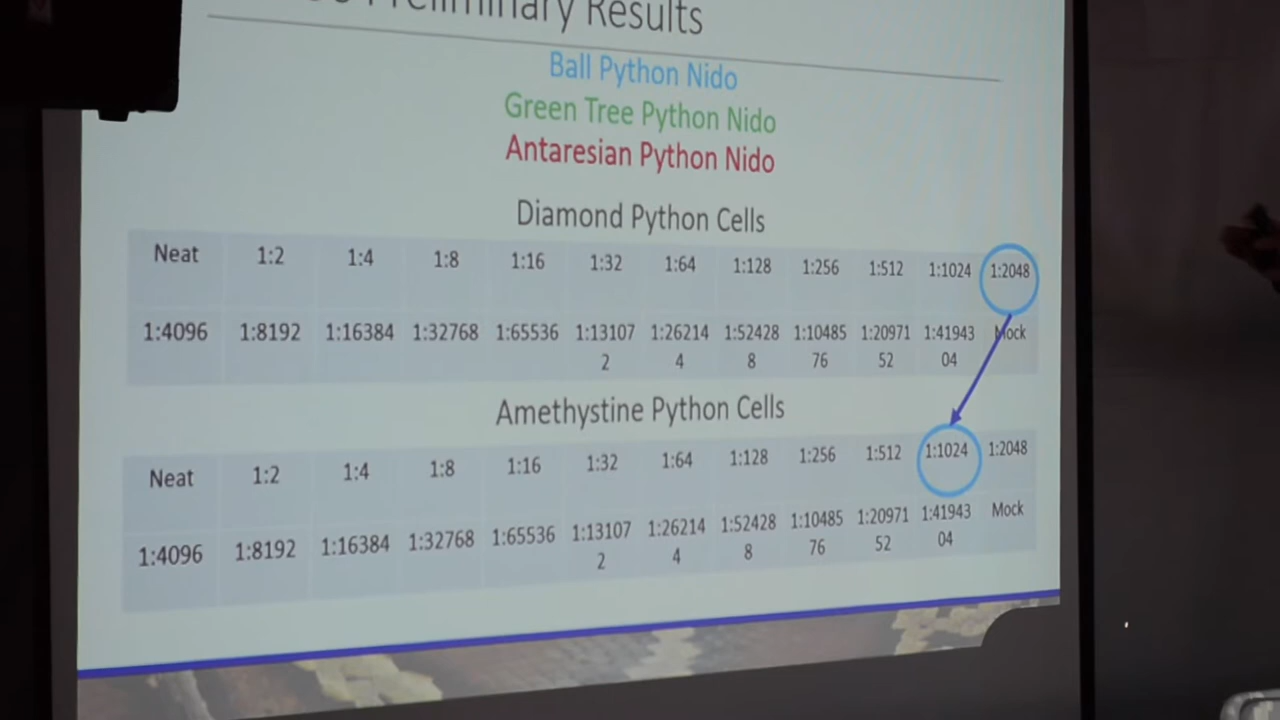 Preliminary Results
Ball Python Nido
Green Tree Python Nido
Antaresian Python Nido
Diamond Python Cells
Neat 1:2 1:4 1:8 1:16 1:32 1:64 1:128 1:256 1:512 1:1024 1:2048
1:4096 1:8192 1:16384 1:32768 1:65536 1:13107 1:26214 1:52428 1:10485 1:20971 1:41943 Mock
2 4 8 76 52 04
Amethystine Python Cells
Neat 1:2 1:4 1:8 1:16 1:32 1:64 1:128 1:256 1:512 1:1024 1:2048
1:4096 1:8192 1:16384 1:32768 1:65536 1:13107 1:26214 1:52428 1:10485 1:20971 1:41943 Mock
2 4 8 76 52 04